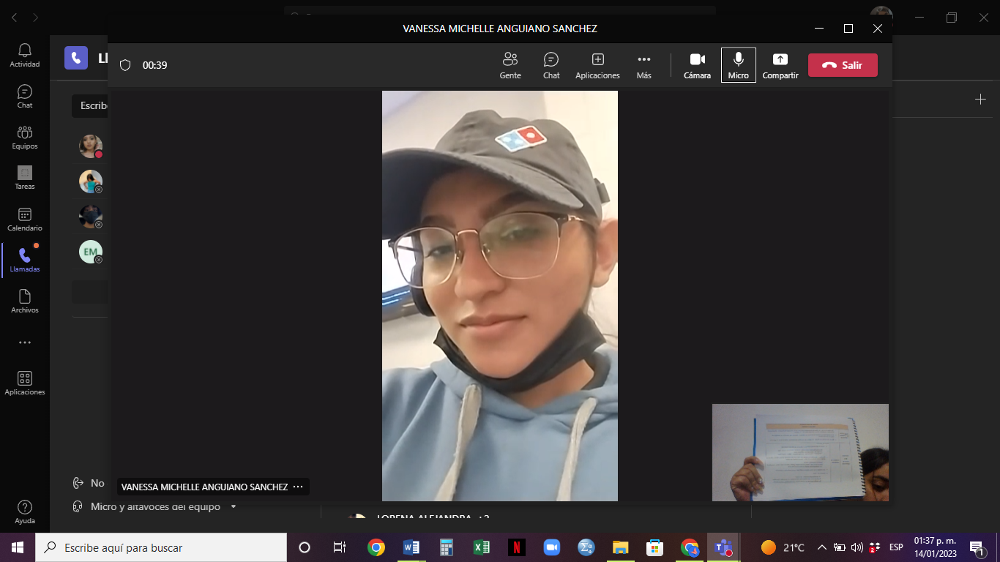 VANESSA MICHELLE ANGUIANO SANCHEZ
00:39
Gente
Chat
Aplicaciones
Más
Cámara
Micro
Compartir
Salir
Actividad
Chat
Equipos
Tareas
Calendario
Llamadas
Archivos
Aplicaciones
Ayuda
Ll
Escribe
EM
No
Micro y altavoces del equipo
VANESSA MICHELLE ANGUIANO SANCHEZ
LORENA ALEJANDRA +2
Escribe aquí para buscar
21°C
ESP
01:37 p. m.
14/01/2023
1